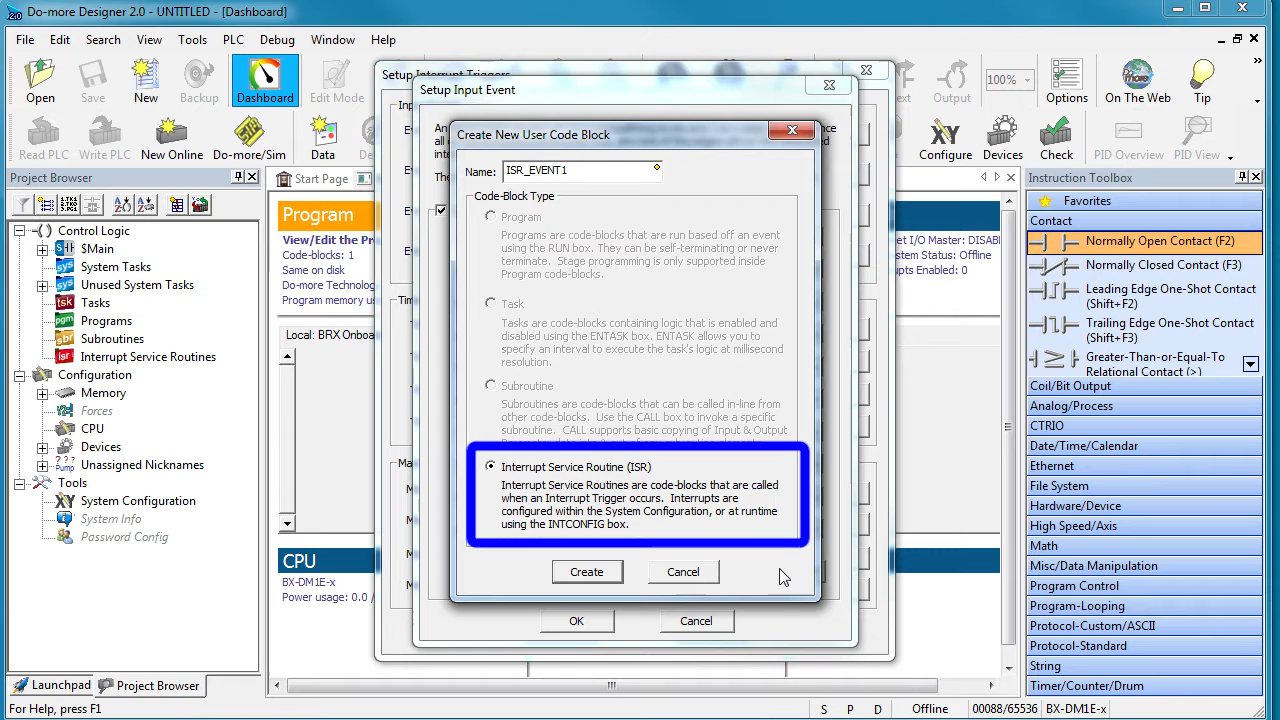 Do-more Designer 2.0 - UNTITLED - [Dashboard]
File Edit Search View Tools PLC Debug Window Help
Open Save New Backup Dashboard Edit Mode
100% Output Options On The Web Tip
Read PLC Write PLC New Online Do-more/Sim Data
Configure Devices Check PID Overview PID View
Project Browser
Control Logic
$Main
System Tasks
Unused System Tasks
Tasks
Programs
Subroutines
Interrupt Service Routines
Configuration
Memory
Forces
CPU
Devices
Unassigned Nicknames
Tools
System Configuration
System Info
Password Config
Launchpad Project Browser
Start Page
Program
View/Edit the Pr
Code-blocks: 1
Same on disk
Do-more Technolog
Program memory us
Local: BRX Onboa
CPU
BX-DM1E-x
Power usage: 0.0 /
Setup Interrupt Triggers
Setup Input Event
Create New User Code Block
Name: ISR_EVENT1
Code-Block Type
Program
Programs are code-blocks that are run based off an event
using the RUN box. They can be self-terminating or never
terminate. Stage programming is only supported inside
Program code-blocks.
Task
Tasks are code-blocks containing logic that is enabled and
disabled using the ENTASK box. ENTASK allows you to
specify an interval to execute the task's logic at millisecond
resolution.
Subroutine
Subroutines are code-blocks that can be called in-line from
other code-blocks. Use the CALL box to invoke a specific
subroutine. CALL supports basic copying of Input & Output
Interrupt Service Routine (ISR)
Interrupt Service Routines are code-blocks that are called
when an Interrupt Trigger occurs. Interrupts are
configured within the System Configuration, or at runtime
using the INTCONFIG box.
Create Cancel
OK Cancel
et I/O Master: DISABI
System Status: Offline
upts Enabled: 0
Instruction Toolbox
Favorites
Contact
Normally Open Contact (F2)
Normally Closed Contact (F3)
Leading Edge One-Shot Contact
(Shift+F2)
Trailing Edge One-Shot Contact
(Shift+F3)
Greater-Than-or-Equal-To
Relational Contact (>)
Coil/Bit Output
Analog/Process
CTRIO
Date/Time/Calendar
Ethernet
File System
Hardware/Device
High Speed/Axis
Math
Misc/Data Manipulation
Program Control
Program-Looping
Protocol-Custom/ASCII
Protocol-Standard
String
Timer/Counter/Drum
For Help, press F1
S P D Offline 00088/65536 BX-DM1E-x